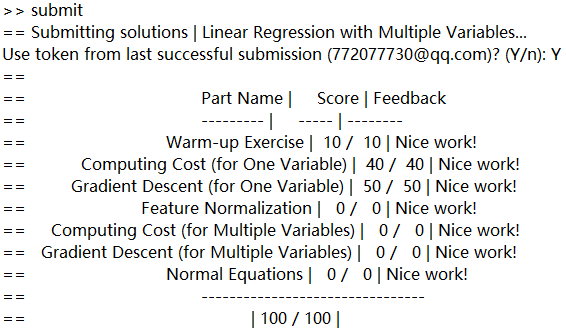 >> submit
== Submitting solutions | Linear Regression with Multiple Variables...
Use token from last successful submission (772077730@qq.com)? (Y/n): Y
==
== Part Name | Score | Feedback
== --------- | ----- | --------
== Warm-up Exercise | 10 / 10 | Nice work!
== Computing Cost (for One Variable) | 40 / 40 | Nice work!
== Gradient Descent (for One Variable) | 50 / 50 | Nice work!
== Feature Normalization | 0 / 0 | Nice work!
== Computing Cost (for Multiple Variables) | 0 / 0 | Nice work!
== Gradient Descent (for Multiple Variables) | 0 / 0 | Nice work!
== Normal Equations | 0 / 0 | Nice work!
== --------------------------------
== | 100 / 100 |